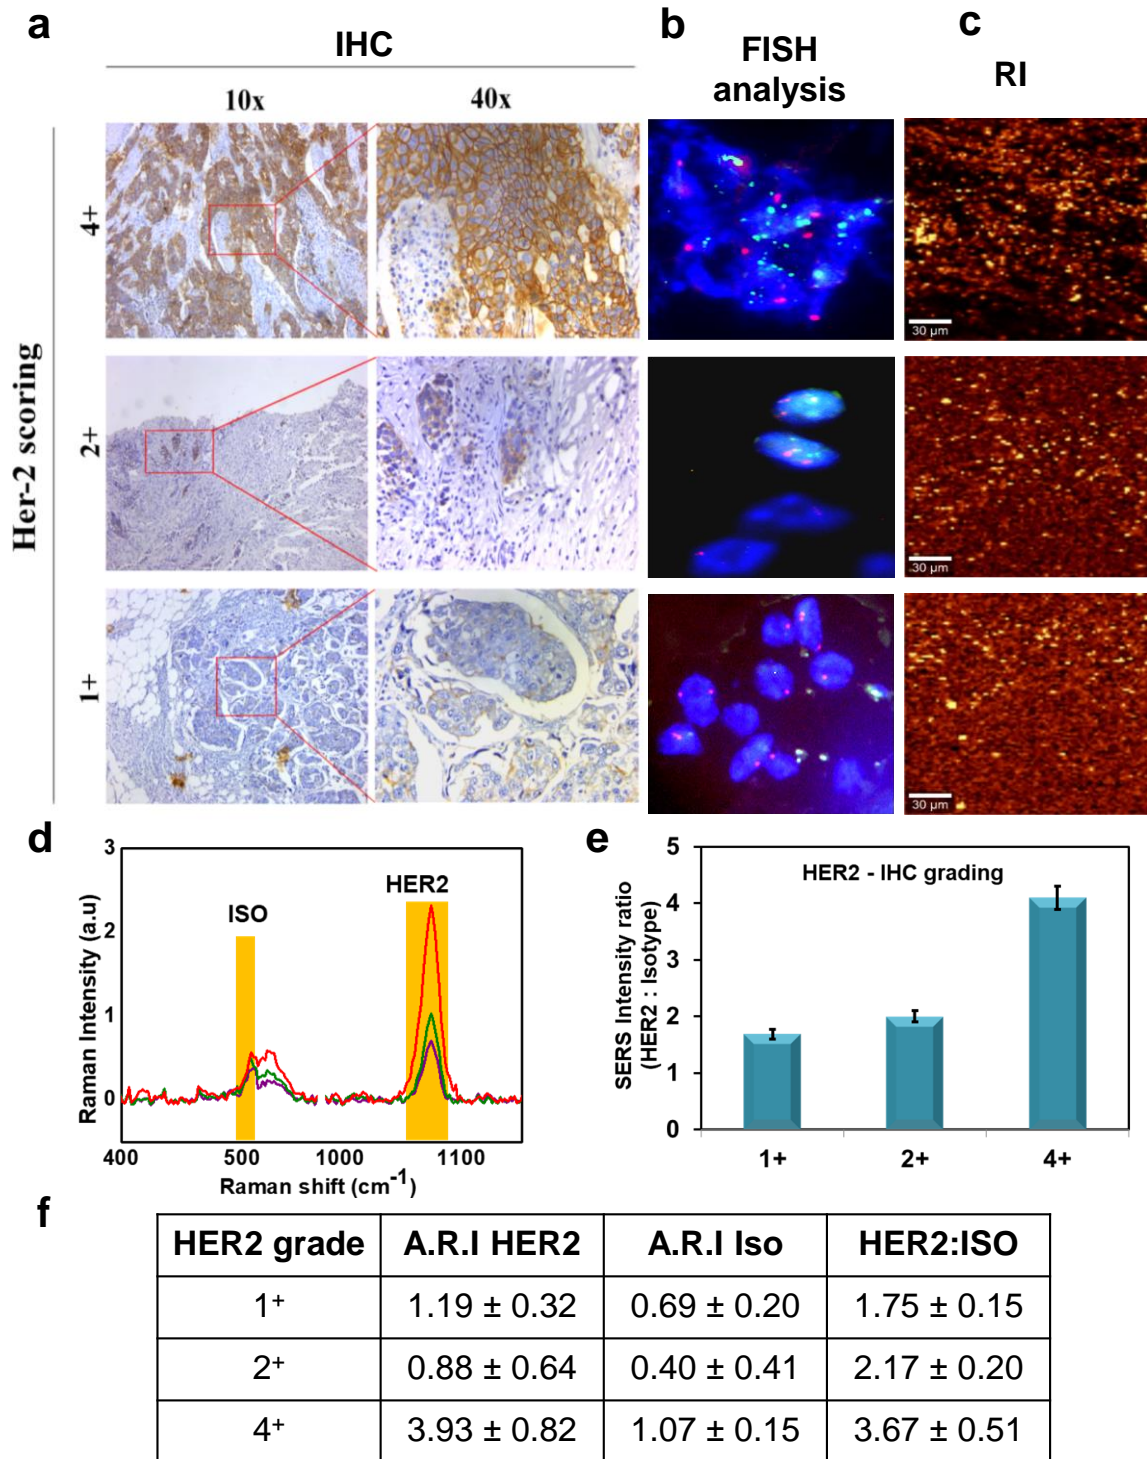 a
b
c
IHC
FISH
analysis
RI
10x
40x
Her-2 scoring
4+
2+
1+
30 µm
30 µm
30 µm
d
3
2
1
0
Raman Intensity (a.u)
ISO
HER2
400
500
1000
1100
Raman shift (cm-1)
e
HER2 - IHC grading
5
4
3
2
1
0
SERS Intensity ratio
(HER2 : Isotype)
1+
2+
4+
f
HER2 grade A.R.I HER2 A.R.I Iso HER2:ISO
1+ 1.19 ± 0.32 0.69 ± 0.20 1.75 ± 0.15
2+ 0.88 ± 0.64 0.40 ± 0.41 2.17 ± 0.20
4+ 3.93 ± 0.82 1.07 ± 0.15 3.67 ± 0.51